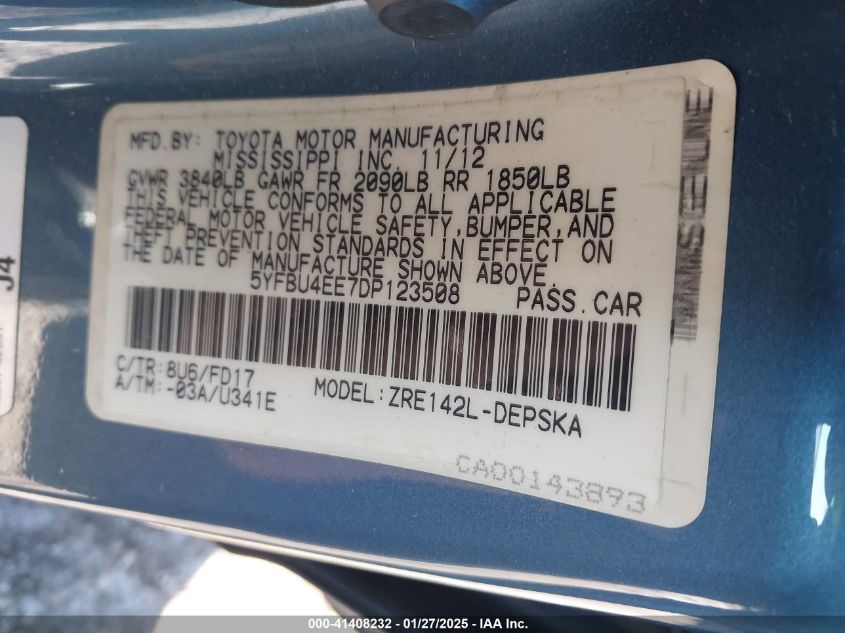 MFD.BY: TOYOTA MOTOR MANUFACTURING
MISSISSIPPI INC. 11/12
GVWR 3840LB GAWR FR 2090LB RR 1850LB
THIS VEHICLE CONFORMS TO ALL APPLICABLE
FEDERAL MOTOR VEHICLE SAFETY,BUMPER,AND
THEFT PREVENTION STANDARDS IN EFFECT ON
THE DATE OF MANUFACTURE SHOWN ABOVE.
5YFBU4EE7DP123508 PASS.CAR
C/TR:8U6/FD17
A/TM:-03A/U341E MODEL:ZRE142L-DEPSKA
CA00143893
J4
000-41408232 - 01/27/2025 - IAA Inc.